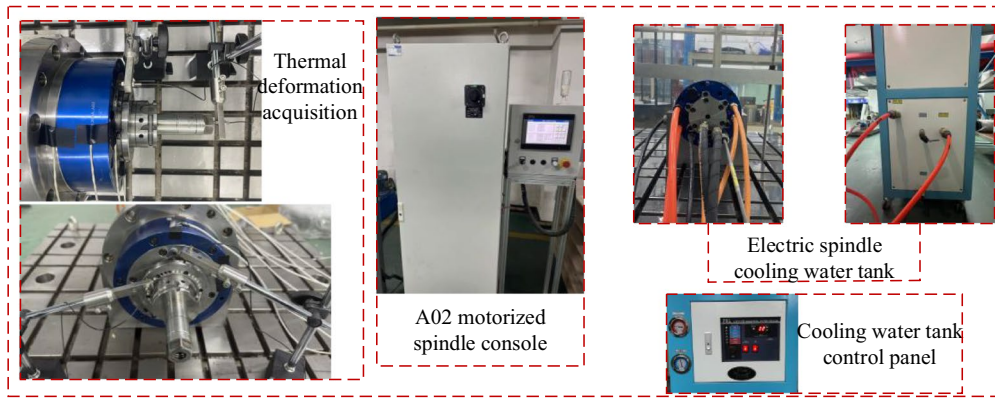 Thermal
deformation
acquisition
A02 motorized
spindle console
Electric spindle
cooling water tank
Cooling water tank
control panel